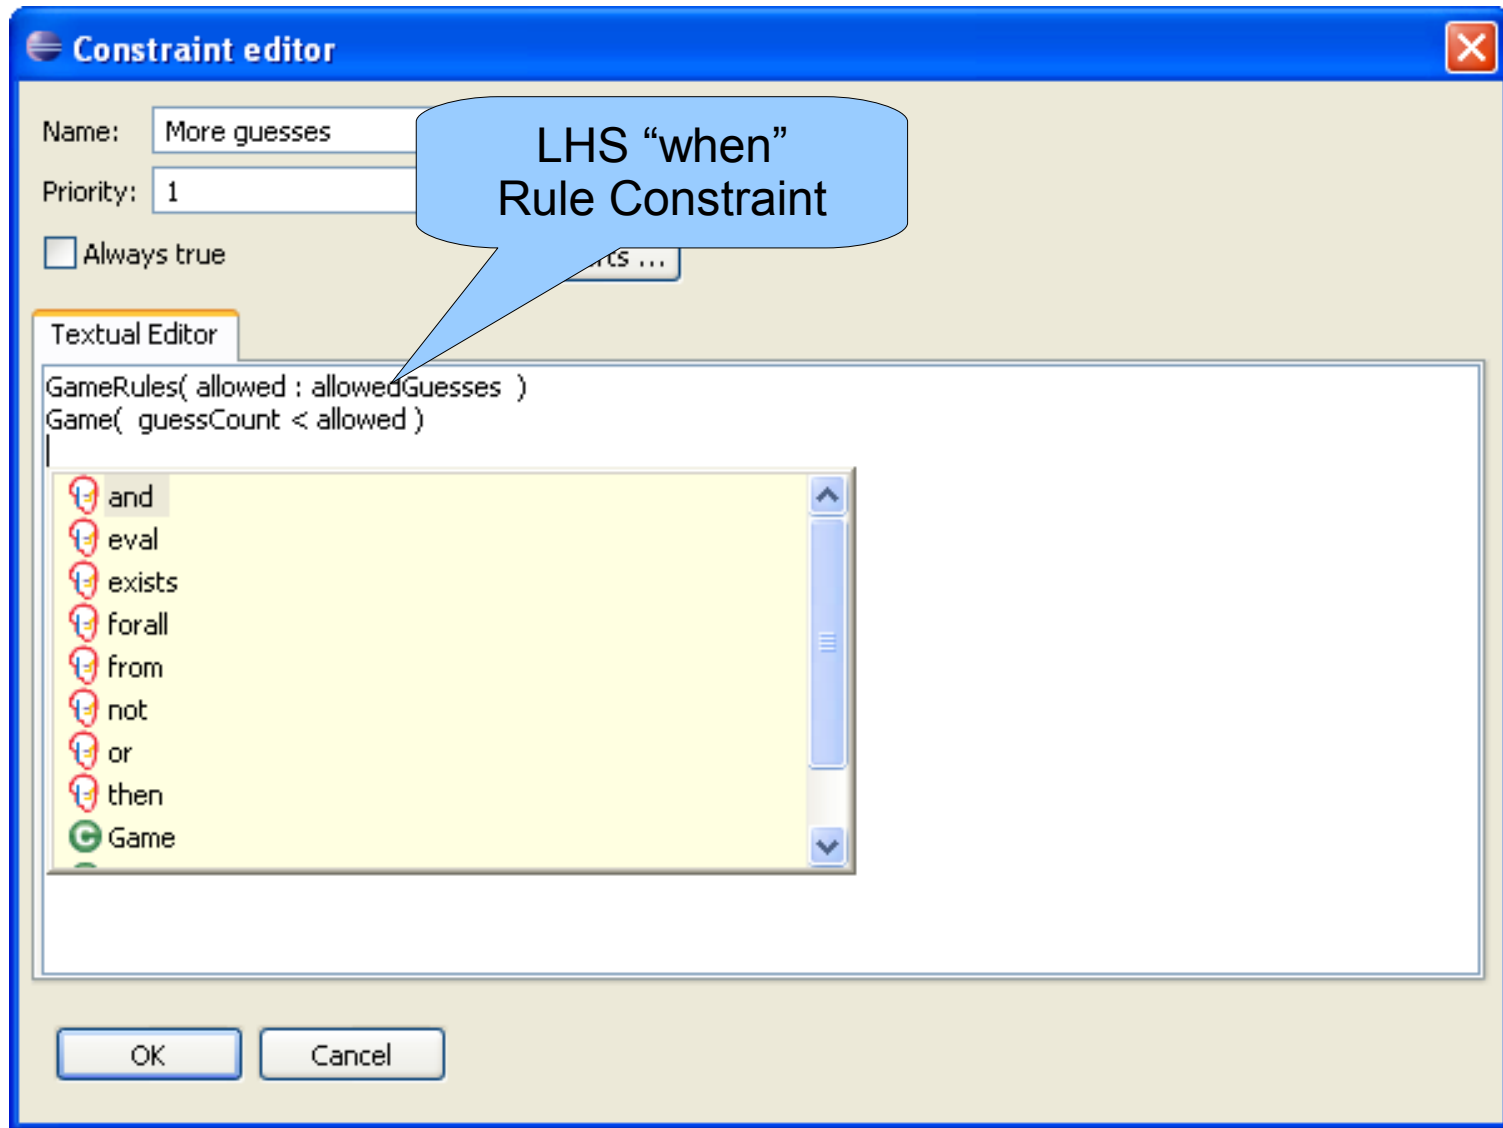 Constraint editor
Name: More guesses
LHS “when”
Rule Constraint
Priority: 1
Always true
...
Textual Editor
GameRules( allowed : allowedGuesses )
Game( guessCount < allowed )
and
eval
exists
forall
from
not
or
then
Game
OK Cancel